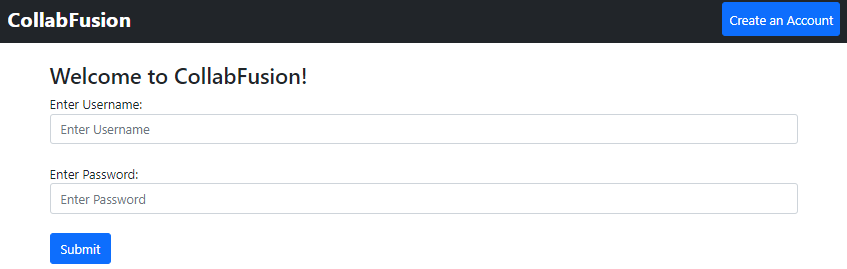 CollabFusion
Create an Account
Welcome to CollabFusion!
Enter Username:
Enter Username
Enter Password:
Enter Password
Submit